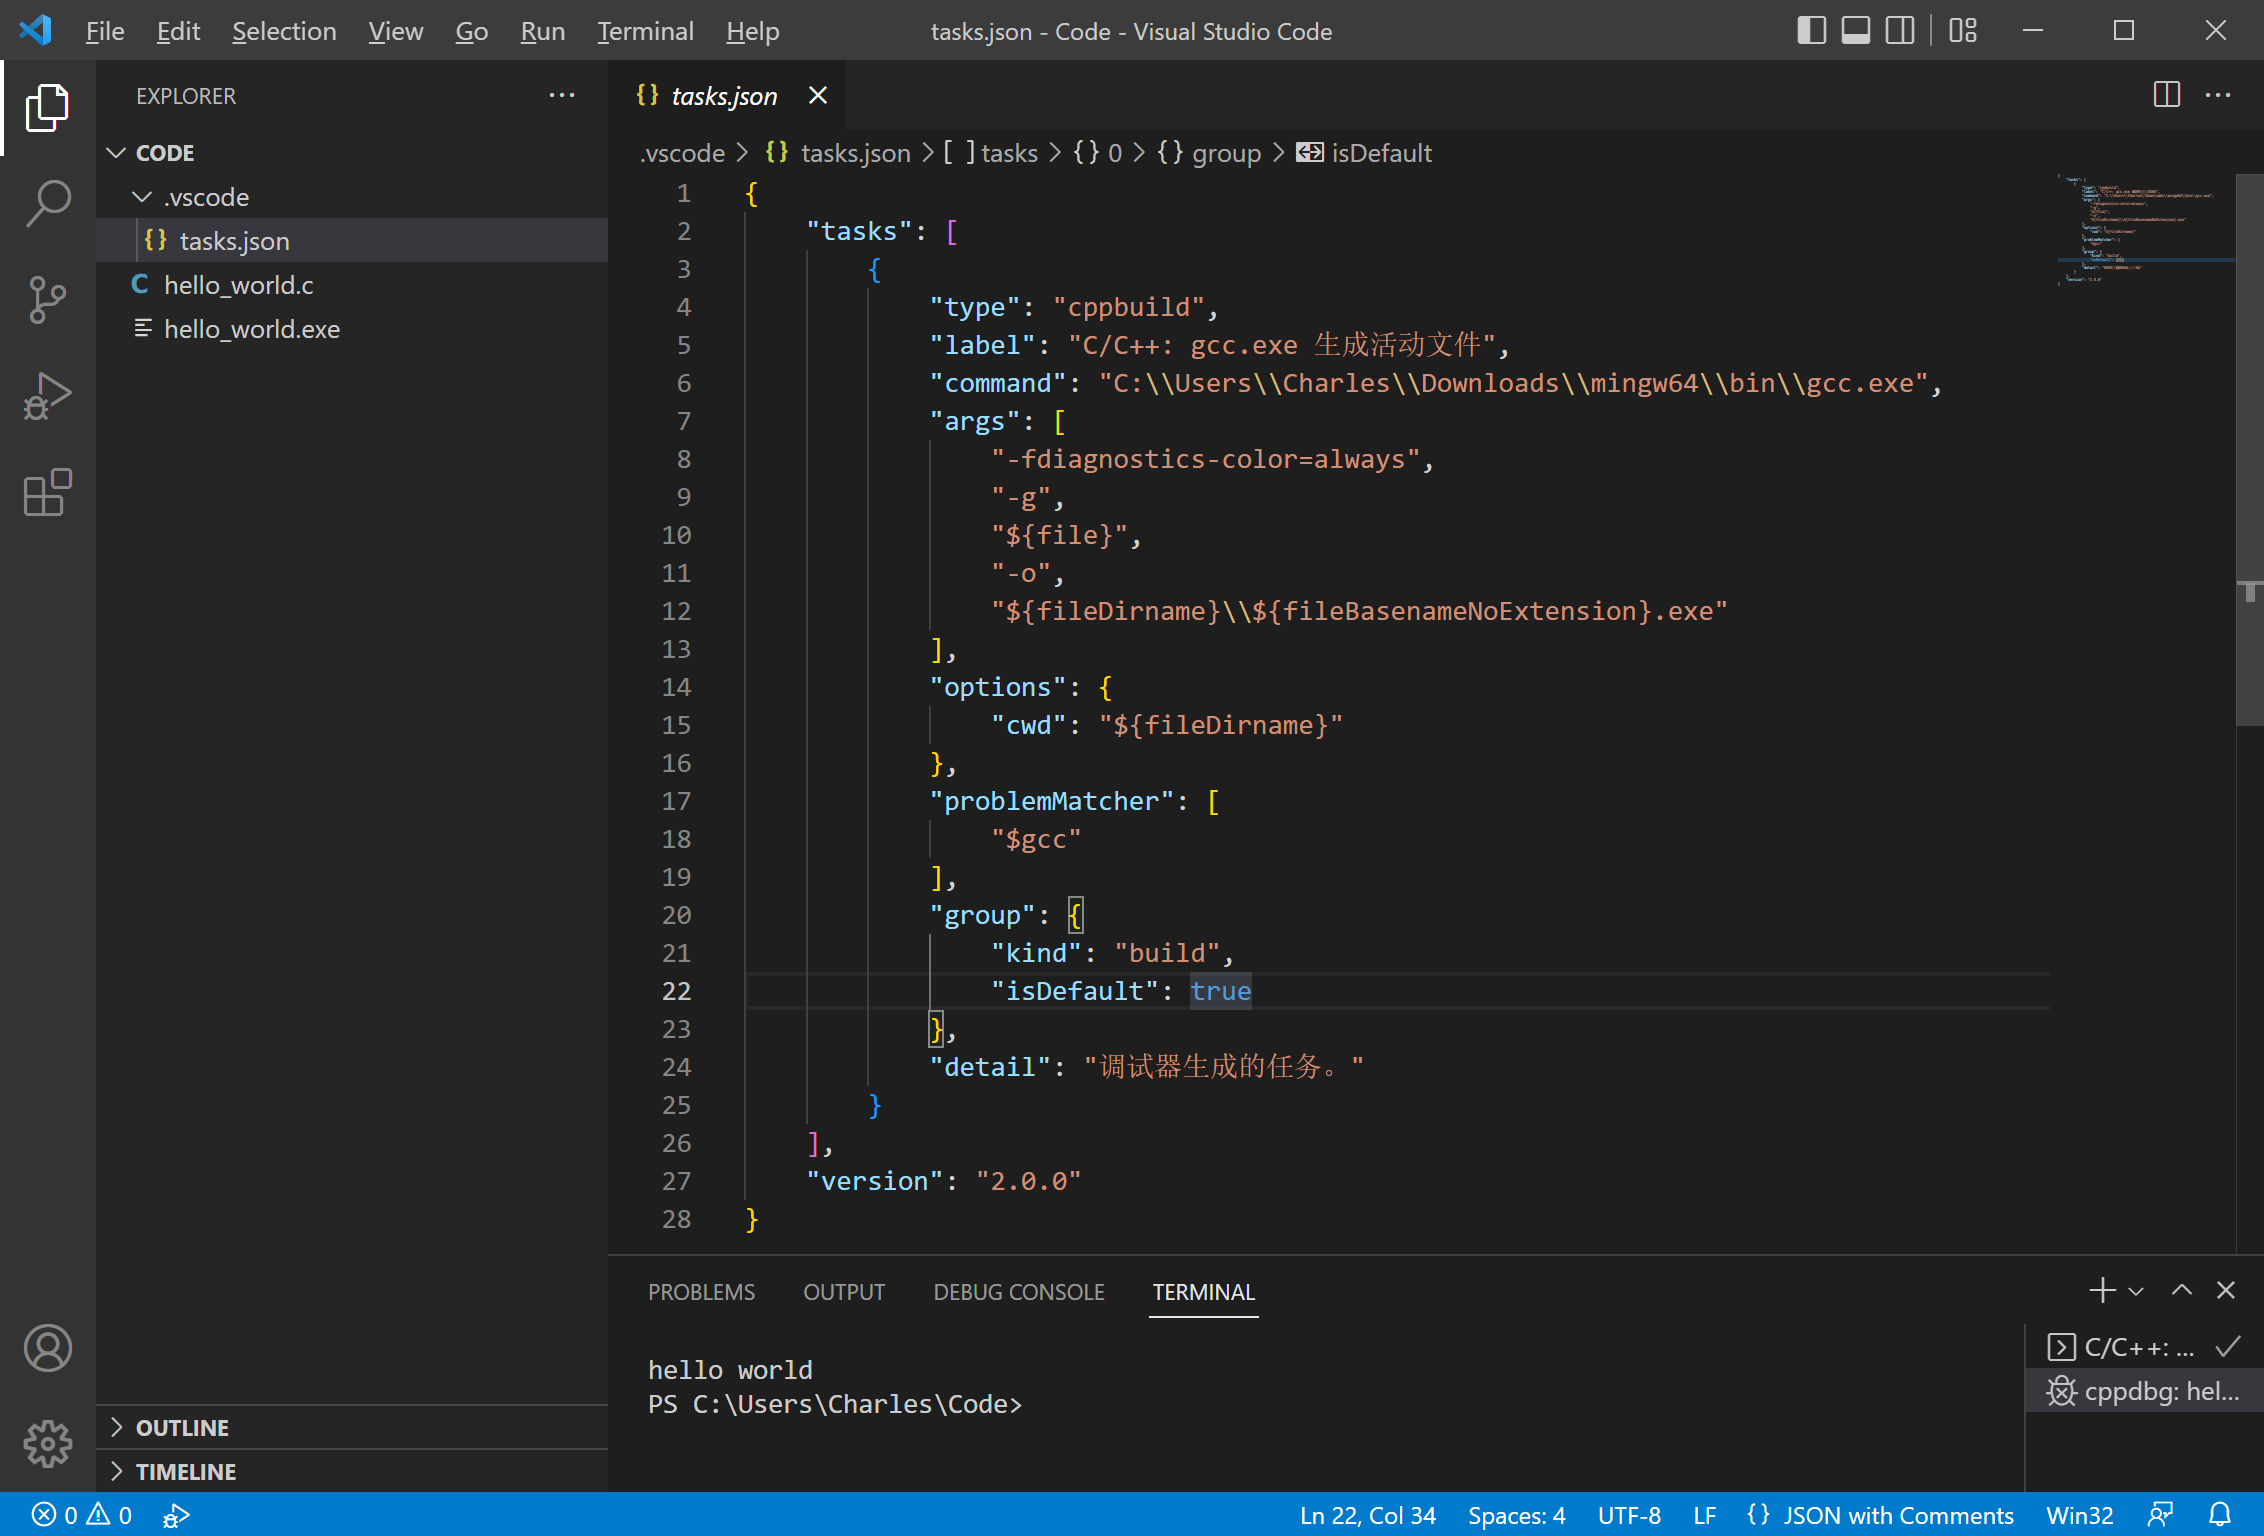 File Edit Selection View Go Run Terminal Help tasks.json - Code - Visual Studio Code
EXPLORER
CODE
.vscode
{} tasks.json
C hello_world.c
hello_world.exe
OUTLINE
TIMELINE
{} tasks.json
.vscode > {} tasks.json > [ ] tasks > {} 0 > {} group > isDefault
1 {
2 "tasks": [
3 {
4 "type": "cppbuild",
5 "label": "C/C++: gcc.exe 生成活动文件",
6 "command": "C:\\Users\\Charles\\Downloads\\mingw64\\bin\\gcc.exe",
7 "args": [
8 "-fdiagnostics-color=always",
9 "-g",
10 "${file}",
11 "-o",
12 "${fileDirname}\\${fileBasenameNoExtension}.exe"
13 ],
14 "options": {
15 "cwd": "${fileDirname}"
16 },
17 "problemMatcher": [
18 "$gcc"
19 ],
20 "group": {
21 "kind": "build",
22 "isDefault": true
23 },
24 "detail": "调试器生成的任务。"
25 }
26 ],
27 "version": "2.0.0"
28 }
PROBLEMS OUTPUT DEBUG CONSOLE TERMINAL
hello world
PS C:\Users\Charles\Code>
C/C++: ...
cppdbg: hel...
0 0 Ln 22, Col 34 Spaces: 4 UTF-8 LF {} JSON with Comments Win32